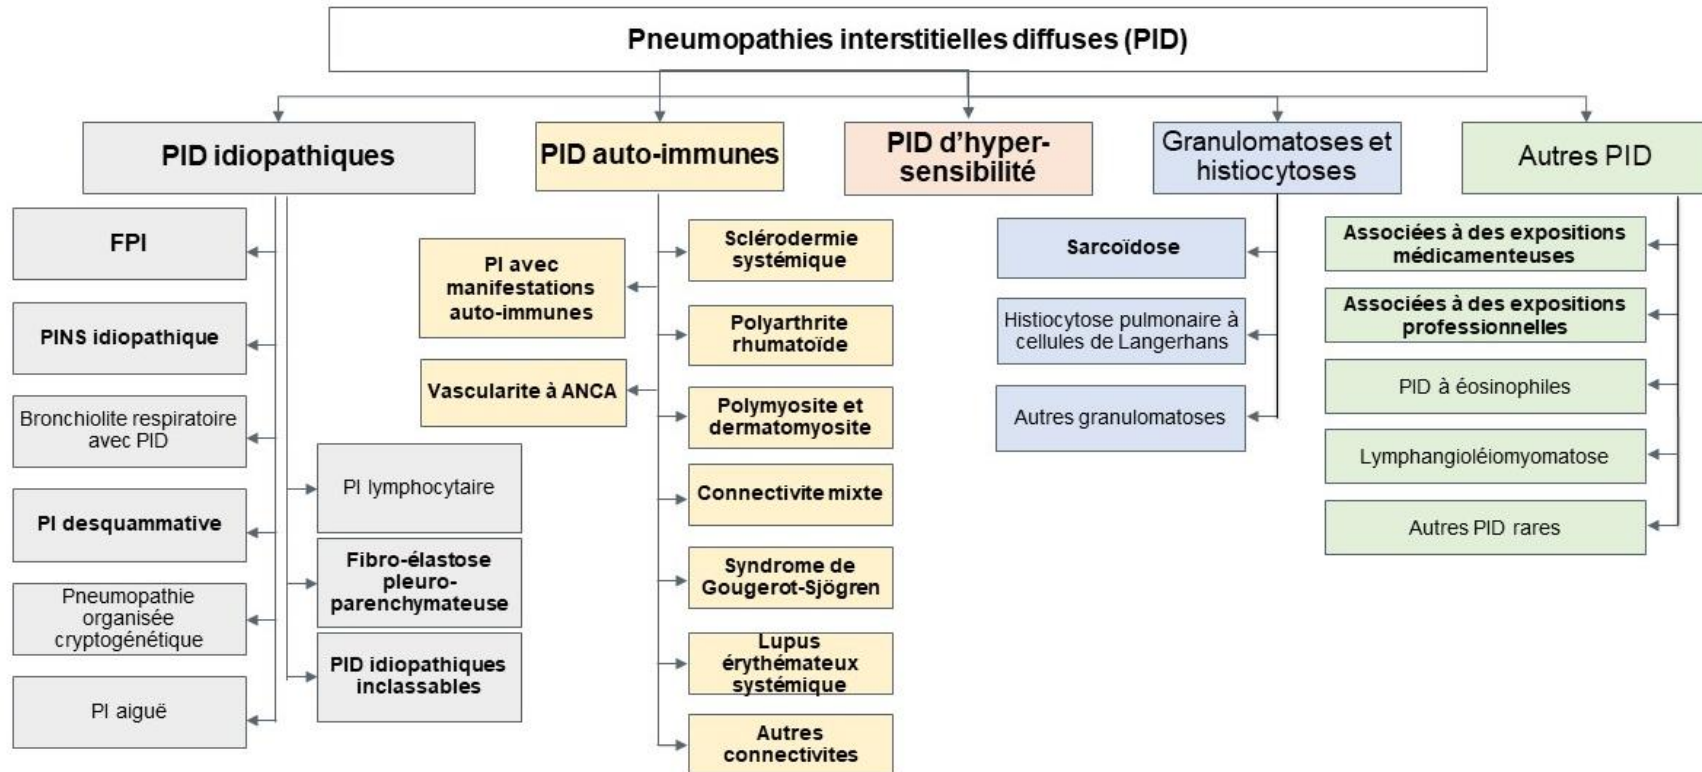 Pneumopathies interstitielles diffuses (PID)
PID idiopathiques
FPI
PINS idiopathique
Bronchiolite respiratoire
avec PID
PI desquammative
Pneumopathie
organisée
cryptogénétique
PI aiguë
PI lymphocytaire
Fibro-élastose
pleuro-
parenchymateuse
PID idiopathiques
inclassables
PID auto-immunes
PI avec
manifestations
auto-immunes
Vascularite à ANCA
Sclérodermie
systémique
Polyarthrite
rhumatoïde
Polymyosite et
dermatomyosite
Connectivite mixte
Syndrome de
Gougerot-Sjögren
Lupus
érythémateux
systémique
Autres
connectivites
PID d'hyper-
sensibilité
Granulomatoses et
histiocytoses
Sarcoïdose
Histiocytose pulmonaire à
cellules de Langerhans
Autres granulomatoses
Autres PID
Associées à des expositions
médicamenteuses
Associées à des expositions
professionnelles
PID à éosinophiles
Lymphangioléiomyomatose
Autres PID rares